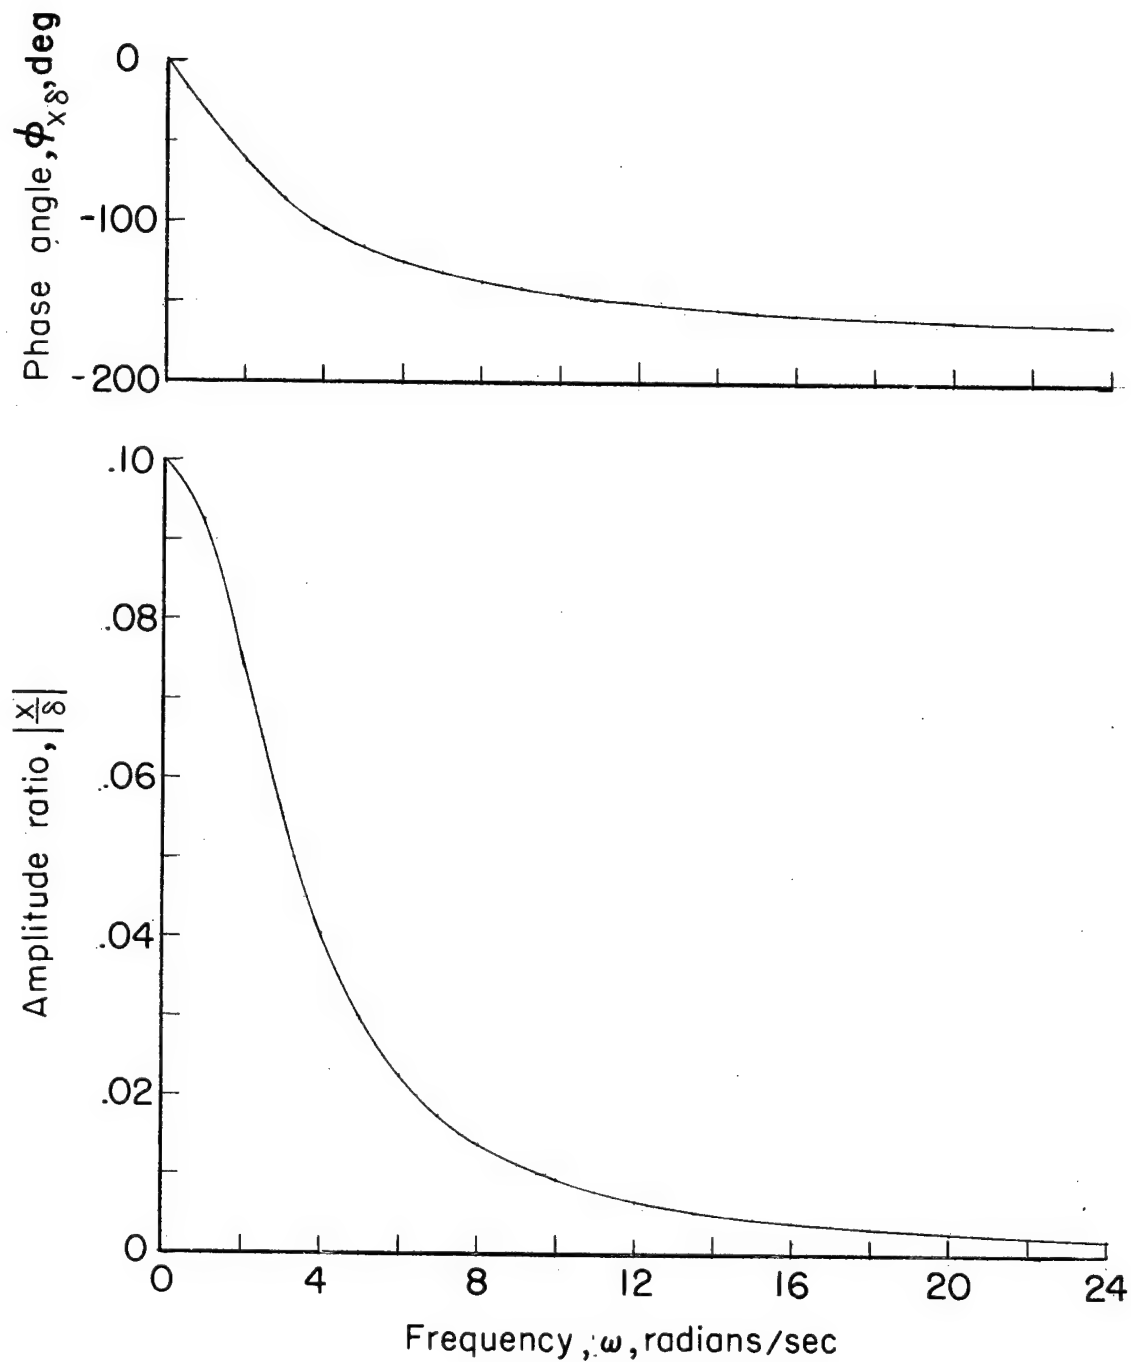 Phase angle, ϕxδ, deg
0
-100
-200
Amplitude ratio, |x/δ|
.10
.08
.06
.04
.02
0
0 4 8 12 16 20 24
Frequency, ω, radians/sec